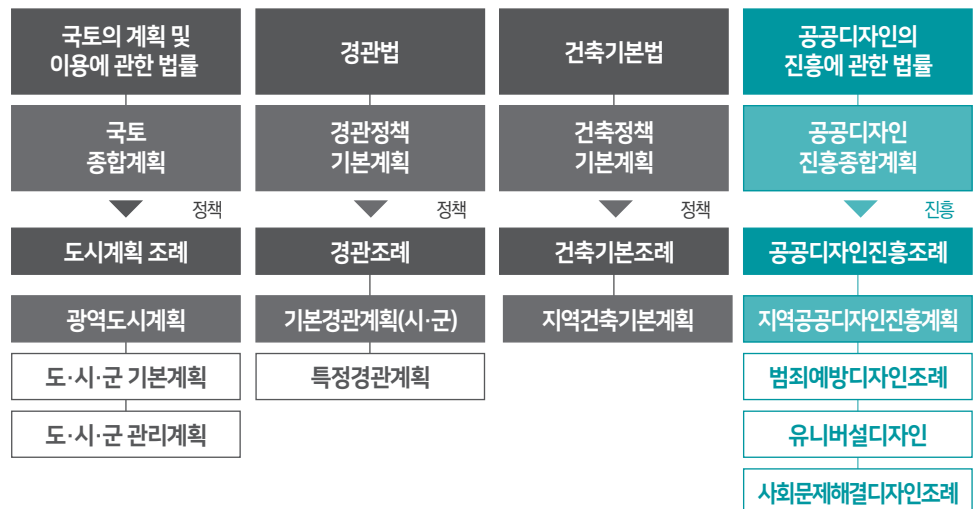 국토의 계획 및
이용에 관한 법률
경관법
건축기본법
공공디자인의
진흥에 관한 법률
국토
종합계획
경관정책
기본계획
건축정책
기본계획
공공디자인
진흥종합계획
정책
정책
정책
진흥
도시계획 조례
경관조례
건축기본조례
공공디자인진흥조례
광역도시계획
기본경관계획(시·군)
지역건축기본계획
지역공공디자인진흥계획
도·시·군 기본계획
특정경관계획
범죄예방디자인조례
도·시·군 관리계획
유니버설디자인
사회문제해결디자인조례